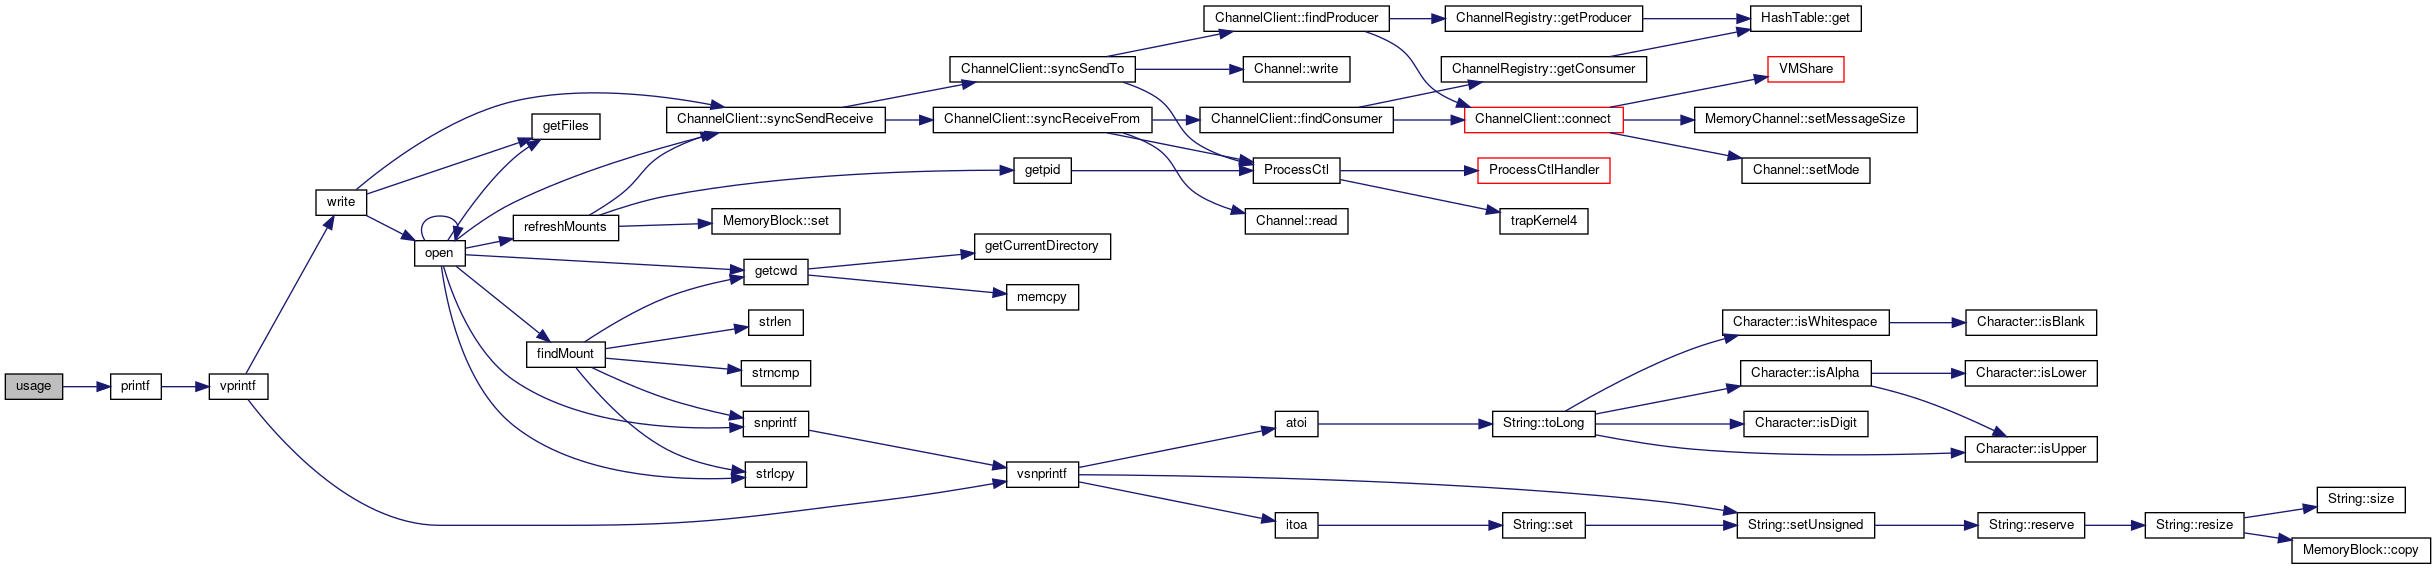 usage
printf
vprintf
write
open
getFiles
refreshMounts
findMount
ChannelClient::syncSendReceive
MemoryBlock::set
getcwd
strlen
strncmp
snprintf
strlcpy
ChannelClient::syncSendTo
ChannelClient::syncReceiveFrom
getpid
getCurrentDirectory
memcpy
vsnprintf
ChannelClient::findProducer
Channel::write
ChannelClient::findConsumer
ProcessCtl
Channel::read
atoi
itoa
ChannelRegistry::getProducer
ChannelRegistry::getConsumer
ChannelClient::connect
ProcessCtlHandler
trapKernel4
String::toLong
String::set
HashTable::get
VMShare
MemoryChannel::setMessageSize
Channel::setMode
Character::isWhitespace
Character::isAlpha
Character::isDigit
String::setUnsigned
Character::isBlank
Character::isLower
Character::isUpper
String::reserve
String::resize
String::size
MemoryBlock::copy